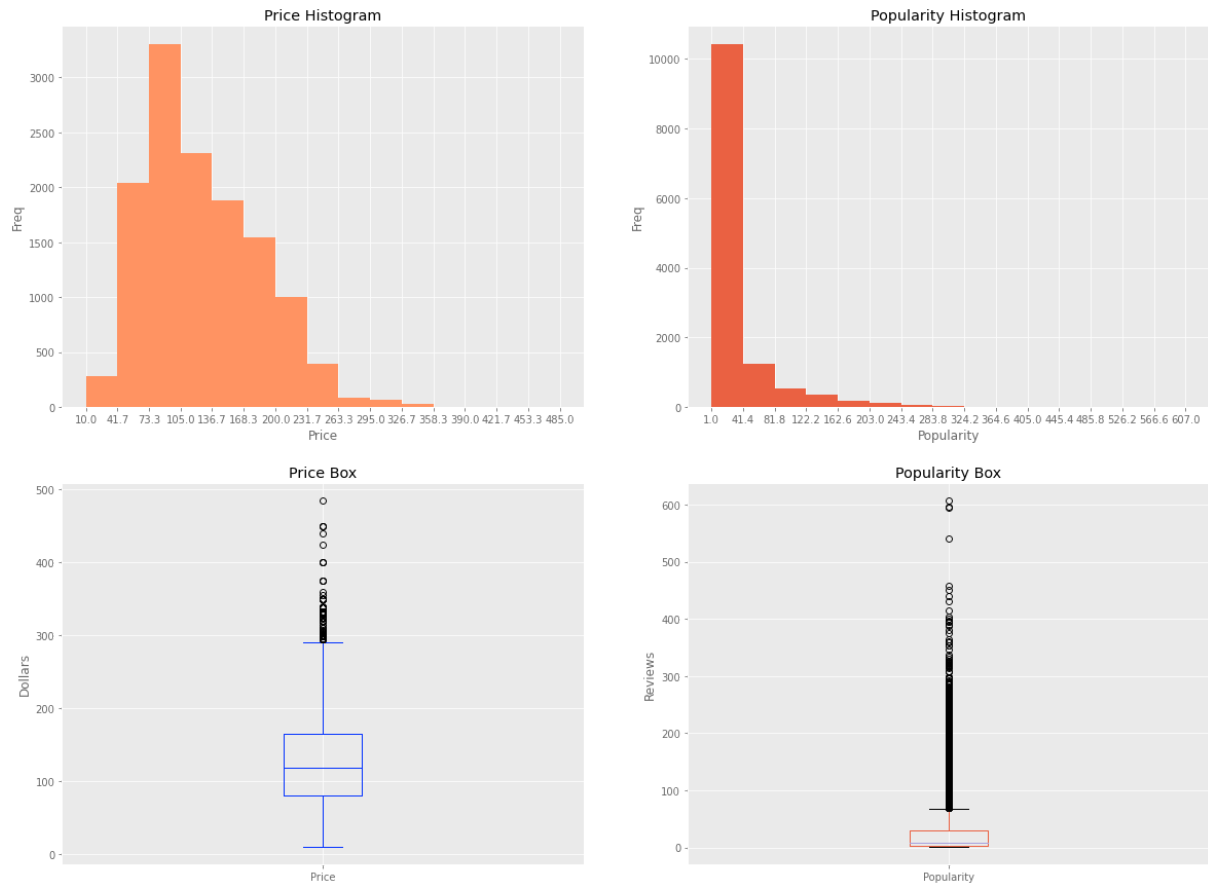 Price Histogram
Freq
3000
2500
2000
1500
1000
500
0
10.0 41.7 73.3 105.0 136.7 168.3 200.0 231.7 263.3 295.0 326.7 358.3 390.0 421.7 453.3 485.0
Price
Popularity Histogram
Freq
10000
8000
6000
4000
2000
0
1.0 41.4 81.8 122.2 162.6 203.0 243.4 283.8 324.2 364.6 405.0 445.4 485.8 526.2 566.6 607.0
Popularity
Price Box
Dollars
500
400
300
200
100
0
Price
Popularity Box
Reviews
600
500
400
300
200
100
0
Popularity